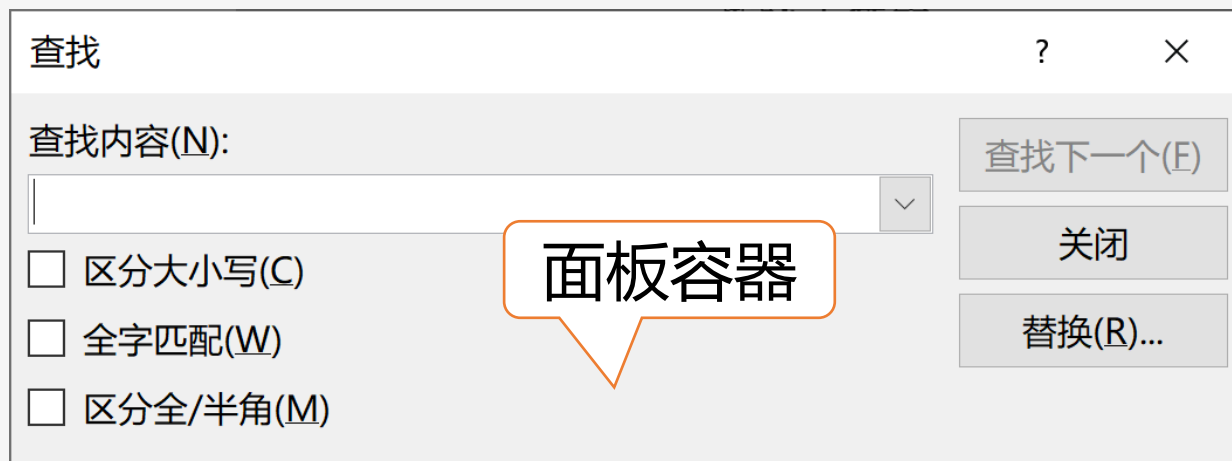 查找
?
查找内容(N):
查找下一个(F)
关闭
面板容器
区分大小写(C)
替换(R)...
全字匹配(W)
区分全/半角(M)